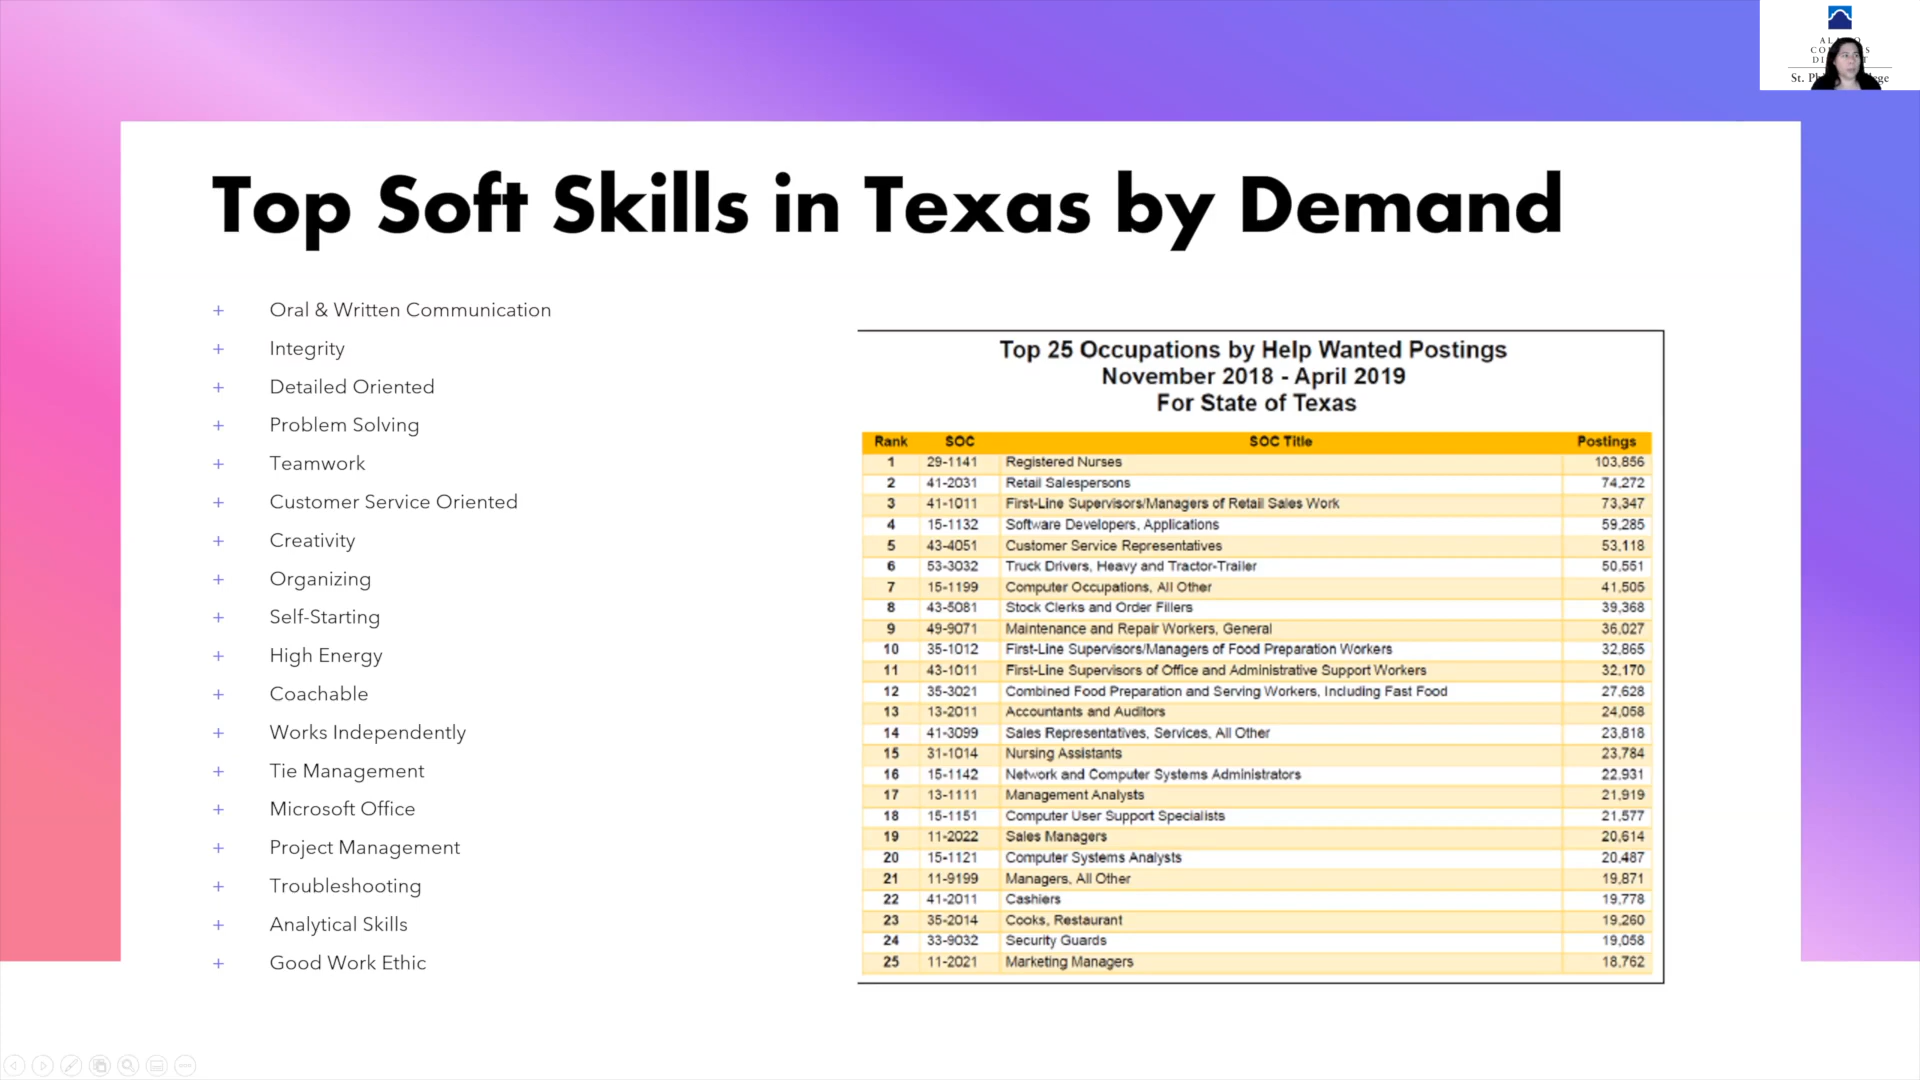 Top Soft Skills in Texas by Demand
+ Oral & Written Communication
+ Integrity
+ Detailed Oriented
+ Problem Solving
+ Teamwork
+ Customer Service Oriented
+ Creativity
+ Organizing
+ Self-Starting
+ High Energy
+ Coachable
+ Works Independently
+ Tie Management
+ Microsoft Office
+ Project Management
+ Troubleshooting
+ Analytical Skills
+ Good Work Ethic
Top 25 Occupations by Help Wanted Postings
November 2018 - April 2019
For State of Texas
Rank SOC SOC Title Postings
1 29-1141 Registered Nurses 103,856
2 41-2031 Retail Salespersons 74,272
3 41-1011 First-Line Supervisors/Managers of Retail Sales Work 73,347
4 15-1132 Software Developers, Applications 59,285
5 43-4051 Customer Service Representatives 53,118
6 53-3032 Truck Drivers, Heavy and Tractor-Trailer 50,551
7 15-1199 Computer Occupations, All Other 41,505
8 43-5081 Stock Clerks and Order Fillers 39,368
9 49-9071 Maintenance and Repair Workers, General 36,027
10 35-1012 First-Line Supervisors/Managers of Food Preparation Workers 32,865
11 43-1011 First-Line Supervisors of Office and Administrative Support Workers 32,170
12 35-3021 Combined Food Preparation and Serving Workers, Including Fast Food 27,628
13 13-2011 Accountants and Auditors 24,058
14 41-3099 Sales Representatives, Services, All Other 23,818
15 31-1014 Nursing Assistants 23,784
16 15-1142 Network and Computer Systems Administrators 22,931
17 13-1111 Management Analysts 21,919
18 15-1151 Computer User Support Specialists 21,577
19 11-2022 Sales Managers 20,614
20 15-1121 Computer Systems Analysts 20,487
21 11-9199 Managers, All Other 19,871
22 41-2011 Cashiers 19,778
23 35-2014 Cooks, Restaurant 19,260
24 33-9032 Security Guards 19,058
25 11-2021 Marketing Managers 18,762
St.